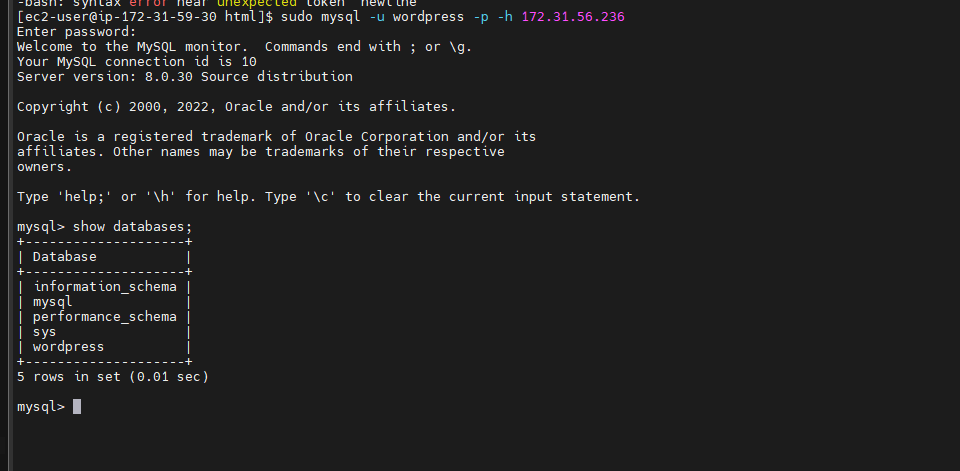 -bash: syntax error near unexpected token `newline'
[ec2-user@ip-172-31-59-30 html]$ sudo mysql -u wordpress -p -h 172.31.56.236
Enter password:
Welcome to the MySQL monitor.  Commands end with ; or \g.
Your MySQL connection id is 10
Server version: 8.0.30 Source distribution

Copyright (c) 2000, 2022, Oracle and/or its affiliates.

Oracle is a registered trademark of Oracle Corporation and/or its
affiliates. Other names may be trademarks of their respective
owners.

Type 'help;' or '\h' for help. Type '\c' to clear the current input statement.

mysql> show databases;
+--------------------+
| Database           |
+--------------------+
| information_schema |
| mysql              |
| performance_schema |
| sys                |
| wordpress          |
+--------------------+
5 rows in set (0.01 sec)

mysql>